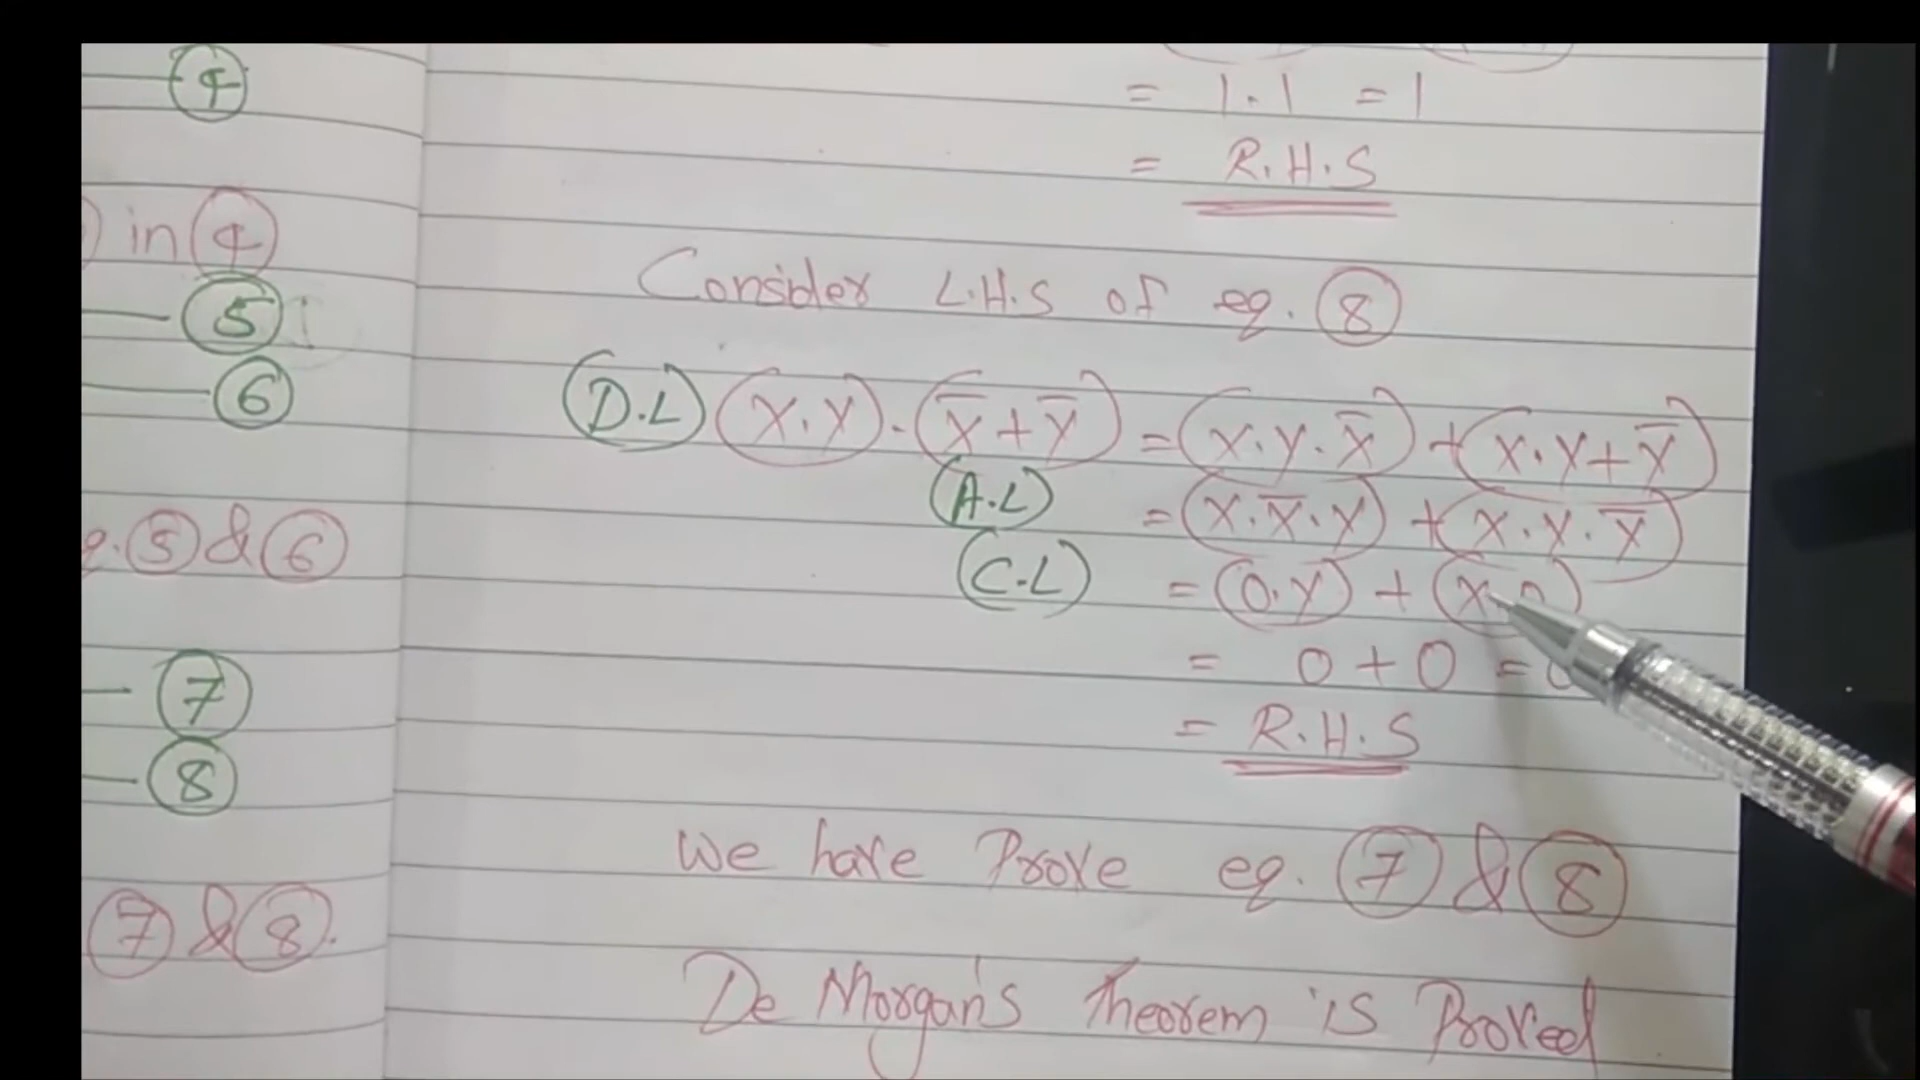 4
= 1.1 = 1
= R.H.S
in 4
5
6
Consider L.H.S of eq. 8
(D.L) (X.Y).(X̅+Y̅) = (X.Y.X̅) + (X.Y+Y̅)
(A.L) = (X.X̅.Y) + (X.Y.Y̅)
(C.L) = (0.Y) + (X.0)
= 0 + 0 = 0
= R.H.S
5 & 6
7
8
We have Prove eq. 7 & 8
7 & 8.
De Morgan's Theorem is Proved